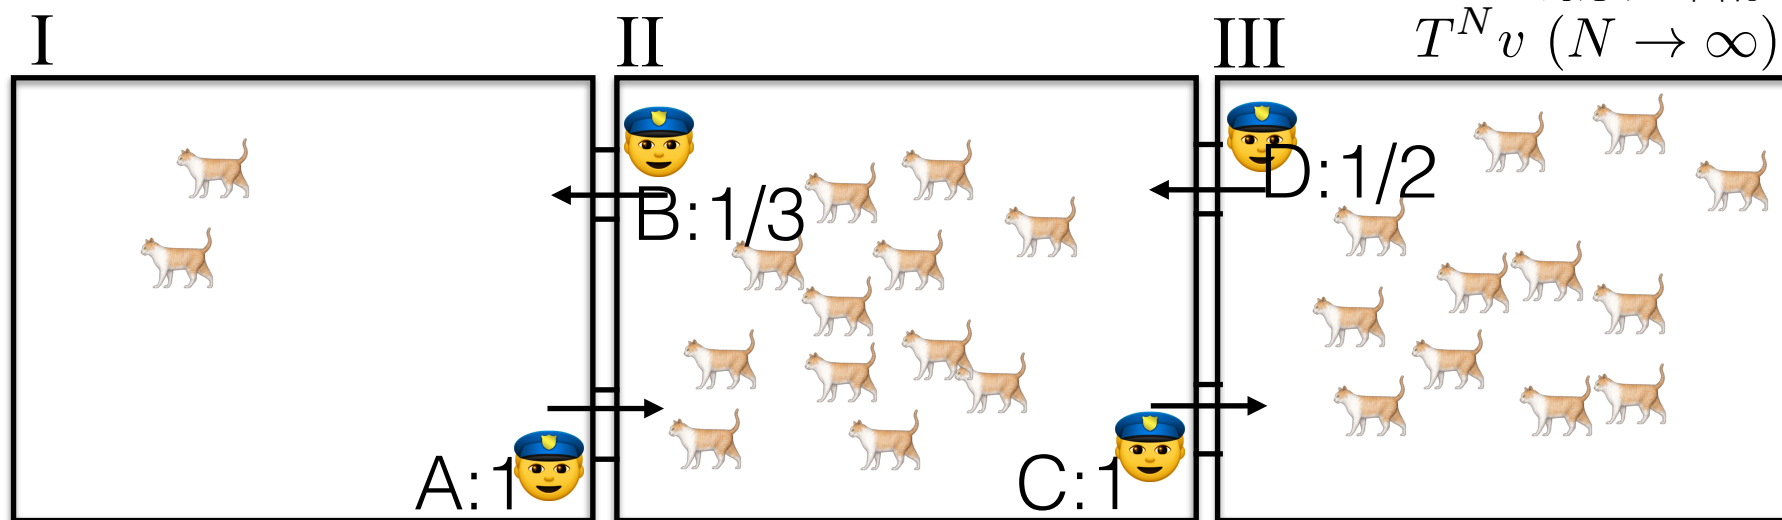 I
II
III
T^N v (N → ∞)
B:1/3
D:1/2
A:1
C:1